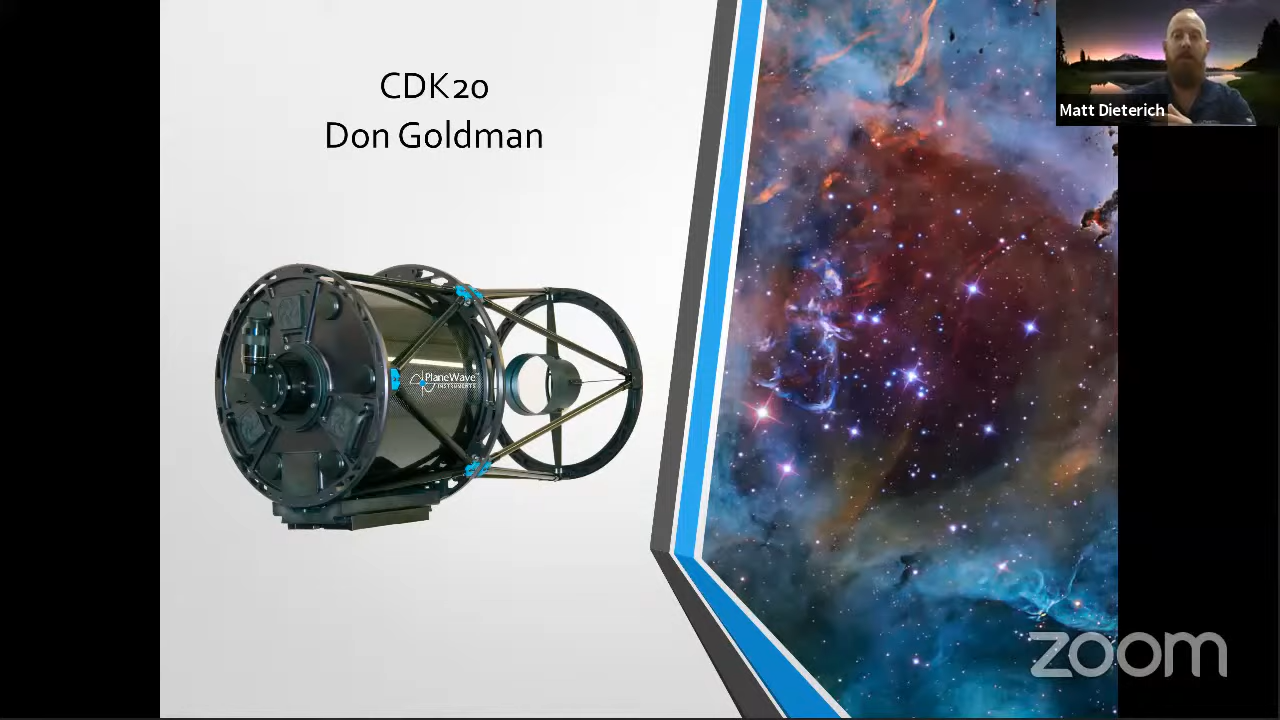 CDK20
Don Goldman
Matt Dieterich
PlaneWave
INSTRUMENTS
zoom